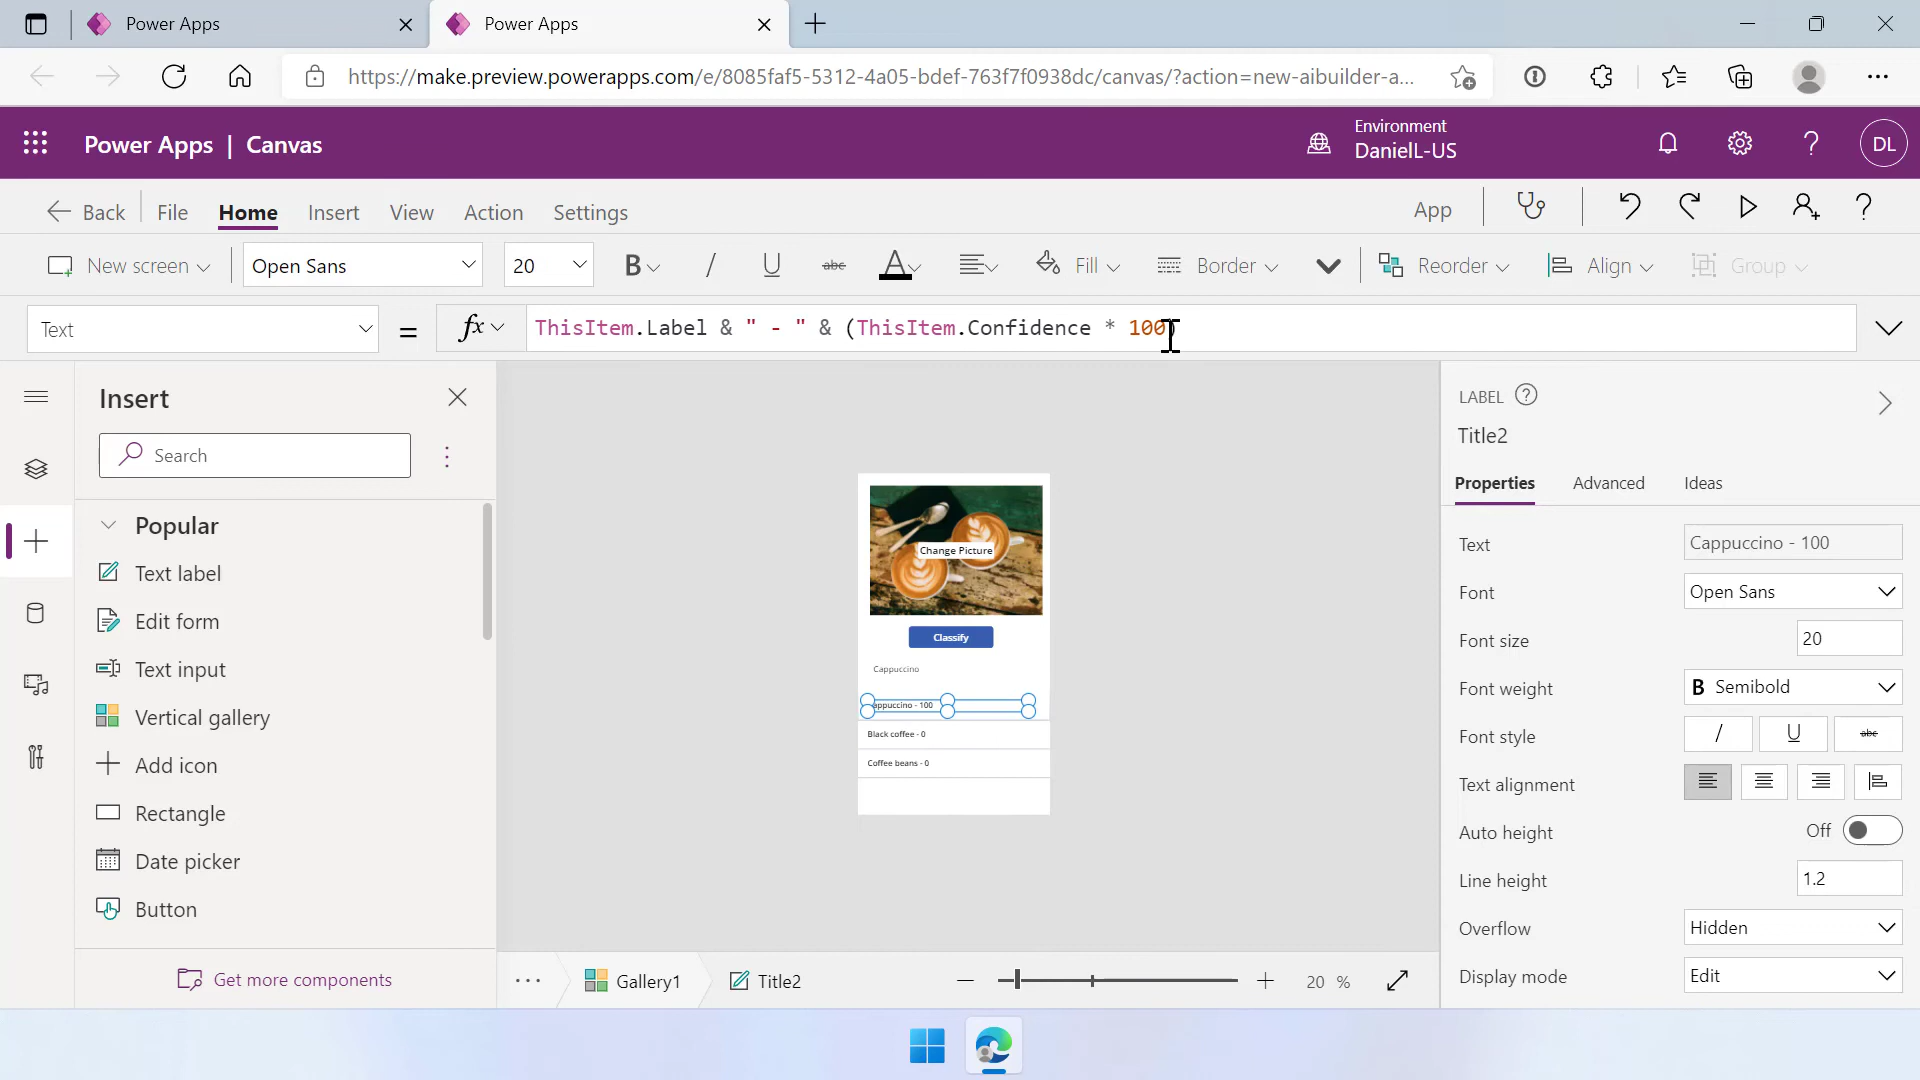 Power Apps
Power Apps
https://make.preview.powerapps.com/e/8085faf5-5312-4a05-bdef-763f7f0938dc/canvas/?action=new-aibuilder-a...
Power Apps | Canvas
Environment
DanielL-US
DL
Back
File
Home
Insert
View
Action
Settings
App
New screen
Open Sans
20
B
/
U
abc
A
Fill
Border
Reorder
Align
Group
Text
=
fx
ThisItem.Label & " - " & (ThisItem.Confidence * 100)
Insert
Search
Popular
Text label
Edit form
Text input
Vertical gallery
Add icon
Rectangle
Date picker
Button
Get more components
Change Picture
Classify
Cappuccino
appuccino - 100
Black coffee - 0
Coffee beans - 0
Gallery1
Title2
20 %
LABEL
Title2
Properties
Advanced
Ideas
Text
Cappuccino - 100
Font
Open Sans
Font size
20
Font weight
B Semibold
Font style
/
U
abc
Text alignment
Auto height
Off
Line height
1.2
Overflow
Hidden
Display mode
Edit